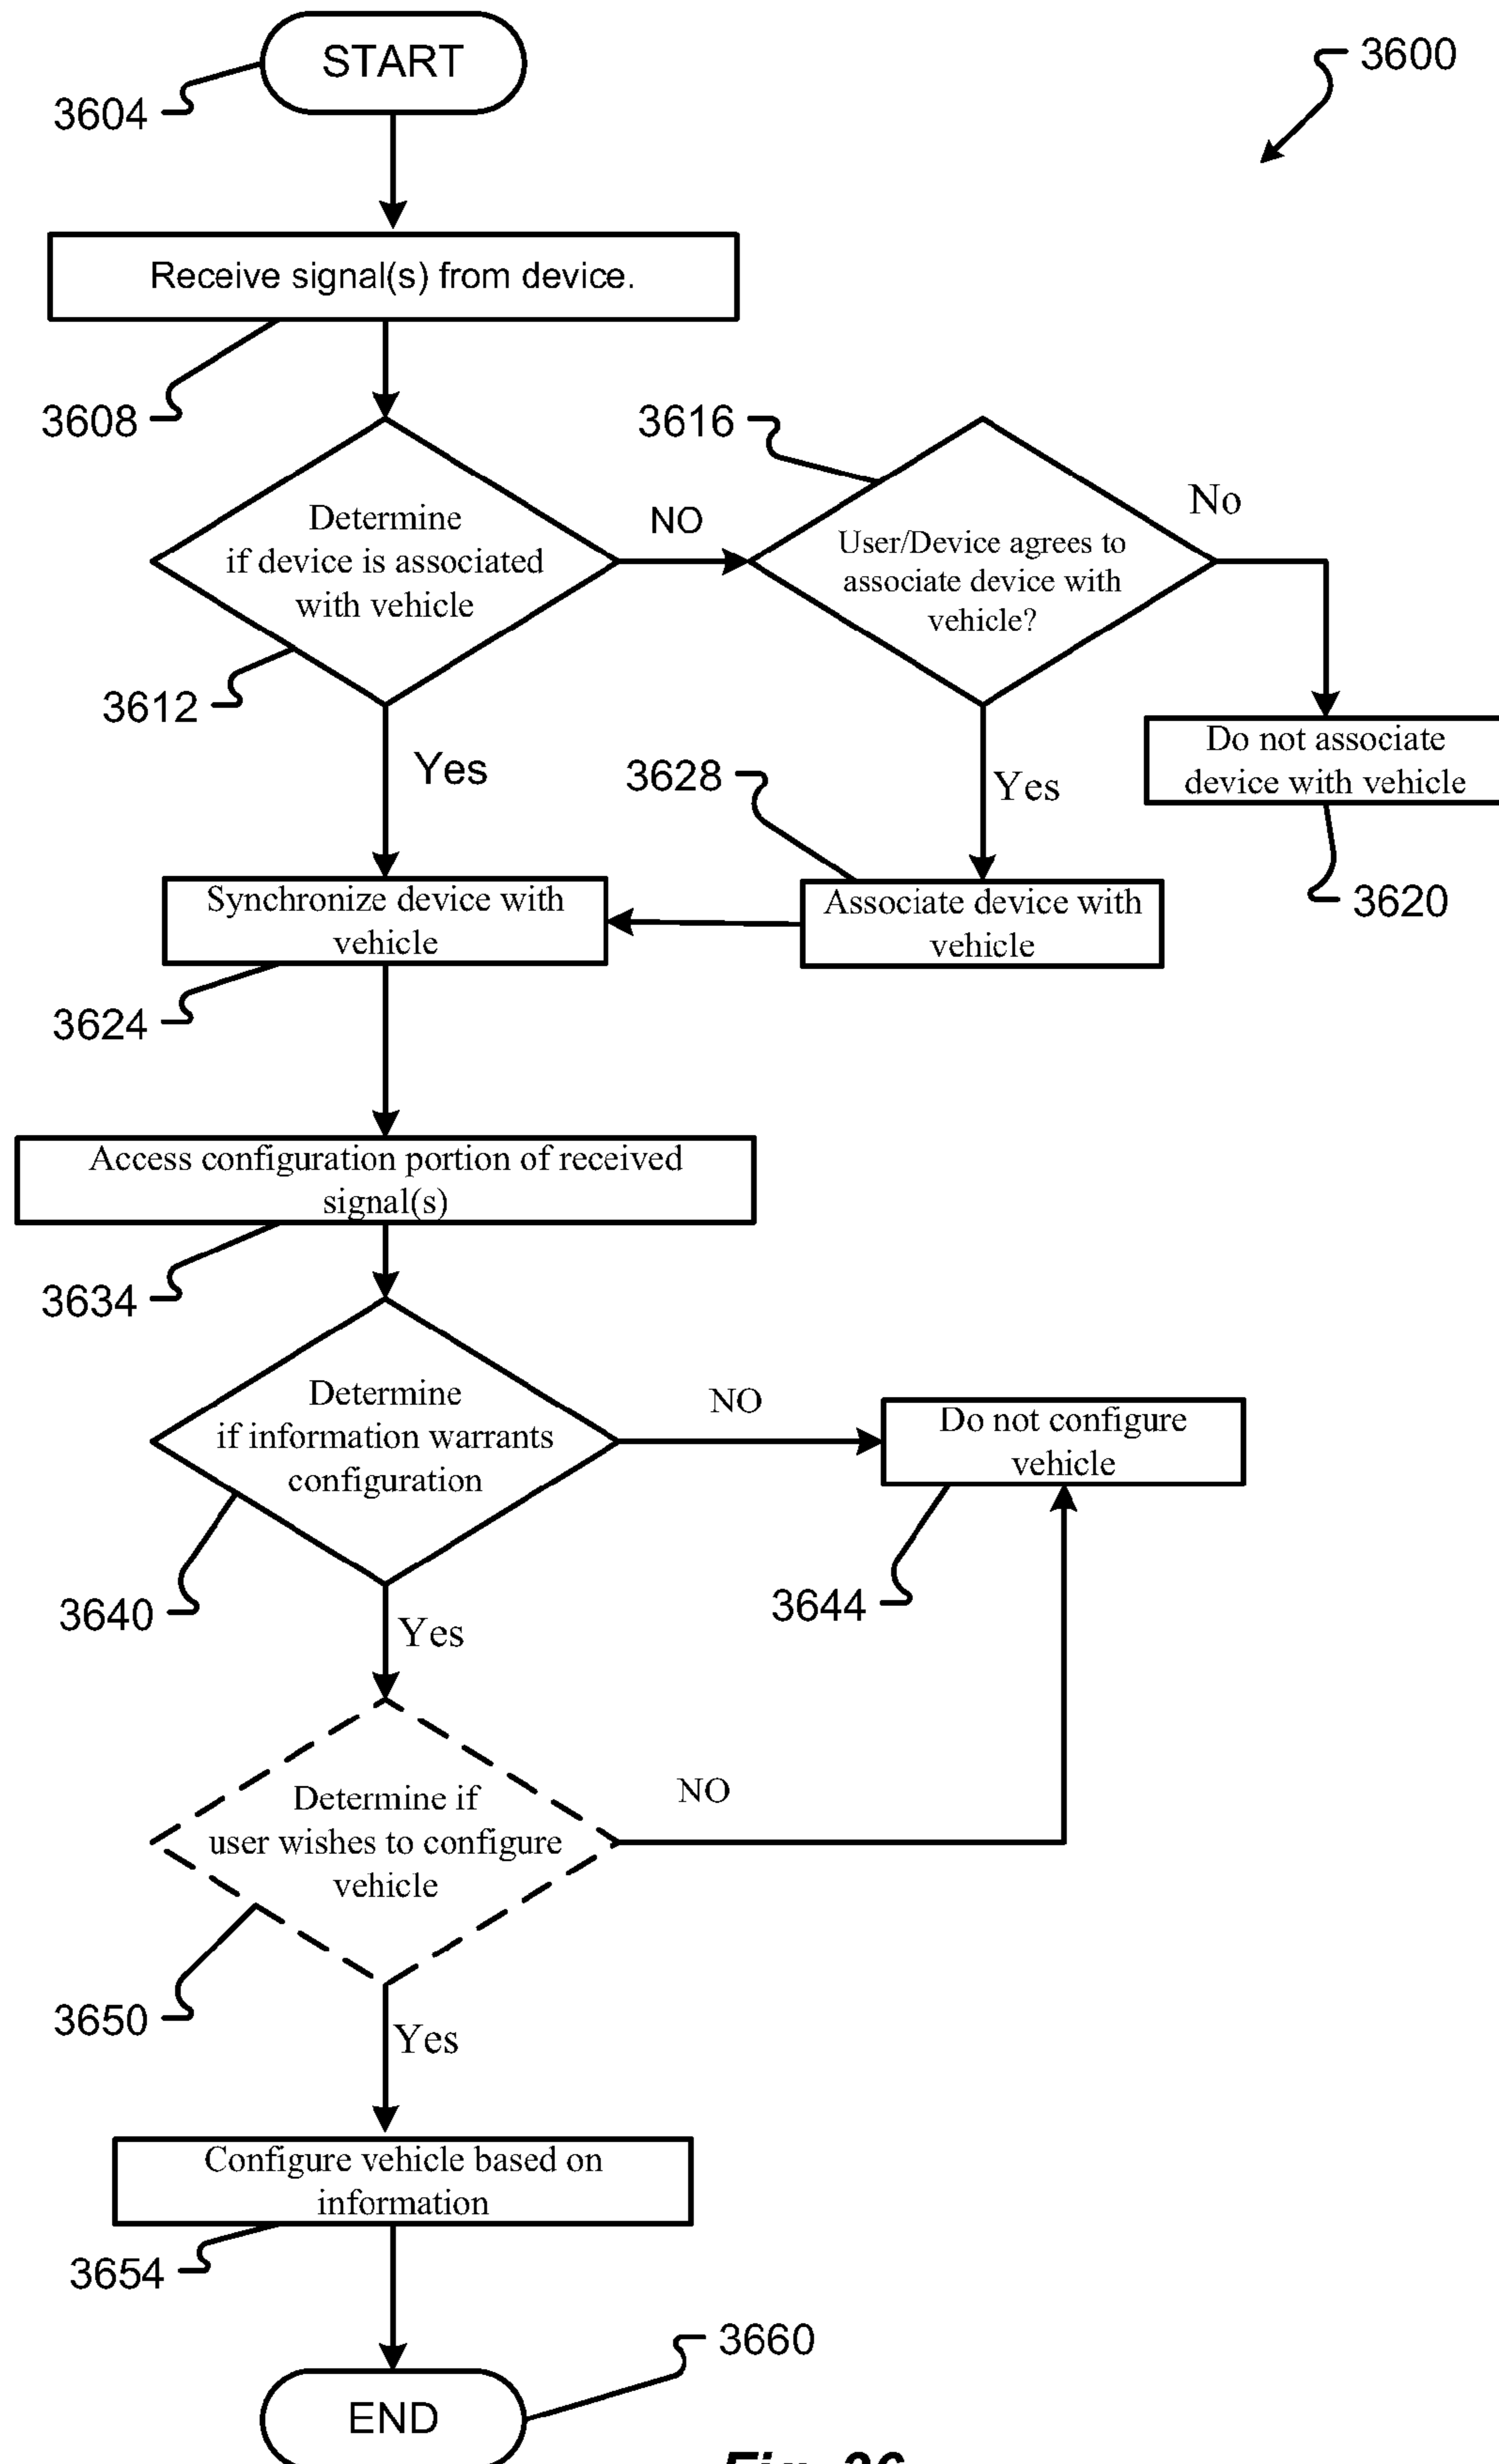 START
3600
3604
Receive signal(s) from device.
3608
3616
Determine
if device is associated
with vehicle
NO
User/Device agrees to
associate device with
vehicle?
No
3612
Yes
3628
Yes
Do not associate
device with vehicle
3620
Synchronize device with
vehicle
Associate device with
vehicle
3624
Access configuration portion of received
signal(s)
3634
Determine
if information warrants
configuration
NO
Do not configure
vehicle
3640
3644
Yes
Determine if
user wishes to configure
vehicle
NO
3650
Yes
Configure vehicle based on
information
3654
3660
END